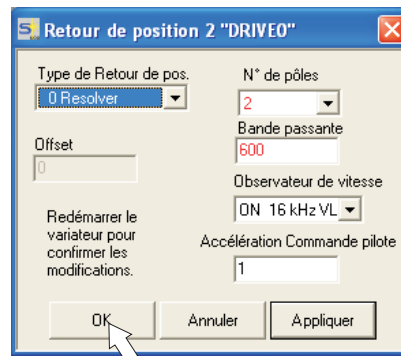 Retour de position 2 "DRIVE0"
Type de Retour de pos.
0 Resolver
Offset
0
Redémarrer le
variateur pour
confirmer les
modifications.
N° de pôles
2
Bande passante
600
Observateur de vitesse
ON 16 kHz VL
Accélération Commande pilote
1
OK
Annuler
Appliquer